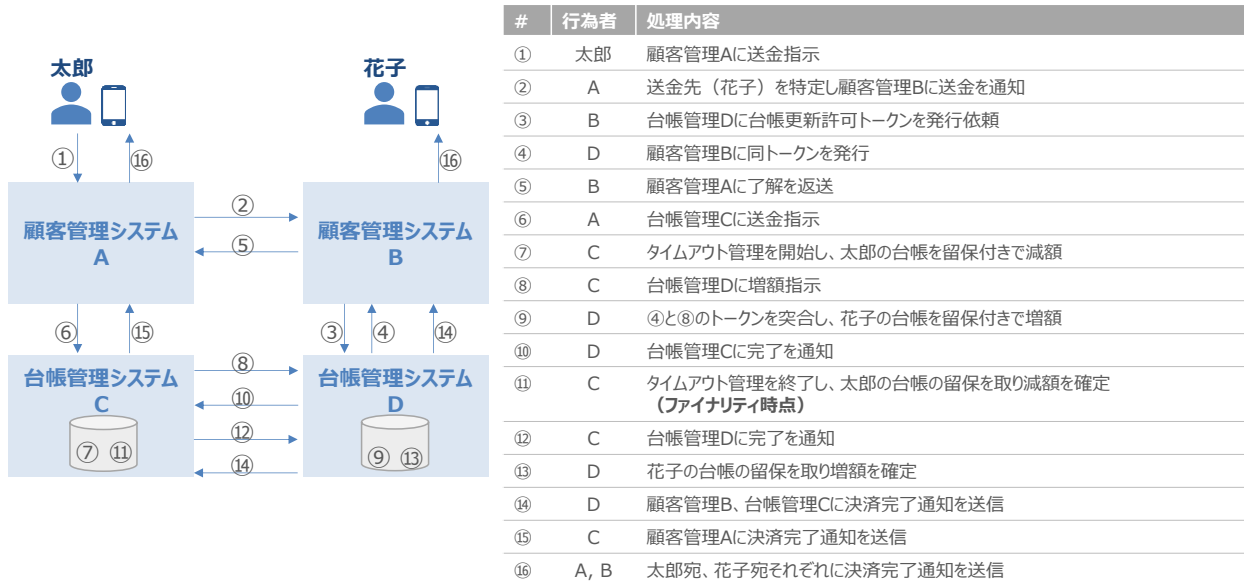 太郎
花子
①
⑯
⑯
顧客管理システム
A
②
⑤
顧客管理システム
B
⑥
⑮
③
④
⑭
台帳管理システム
C
⑦ ⑪
⑧
⑩
⑫
⑭
台帳管理システム
D
⑨ ⑬
# 行為者 処理内容
① 太郎 顧客管理Aに送金指示
② A 送金先（花子）を特定し顧客管理Bに送金を通知
③ B 台帳管理Dに台帳更新許可トークンを発行依頼
④ D 顧客管理Bに同トークンを発行
⑤ B 顧客管理Aに了解を返送
⑥ A 台帳管理Cに送金指示
⑦ C タイムアウト管理を開始し、太郎の台帳を留保付きで減額
⑧ C 台帳管理Dに増額指示
⑨ D ④と⑧のトークンを突合し、花子の台帳を留保付きで増額
⑩ D 台帳管理Cに完了を通知
⑪ C タイムアウト管理を終了し、太郎の台帳の留保を取り減額を確定
（ファイナリティ時点）
⑫ C 台帳管理Dに完了を通知
⑬ D 花子の台帳の留保を取り増額を確定
⑭ D 顧客管理B、台帳管理Cに決済完了通知を送信
⑮ C 顧客管理Aに決済完了通知を送信
⑯ A, B 太郎宛、花子宛それぞれに決済完了通知を送信